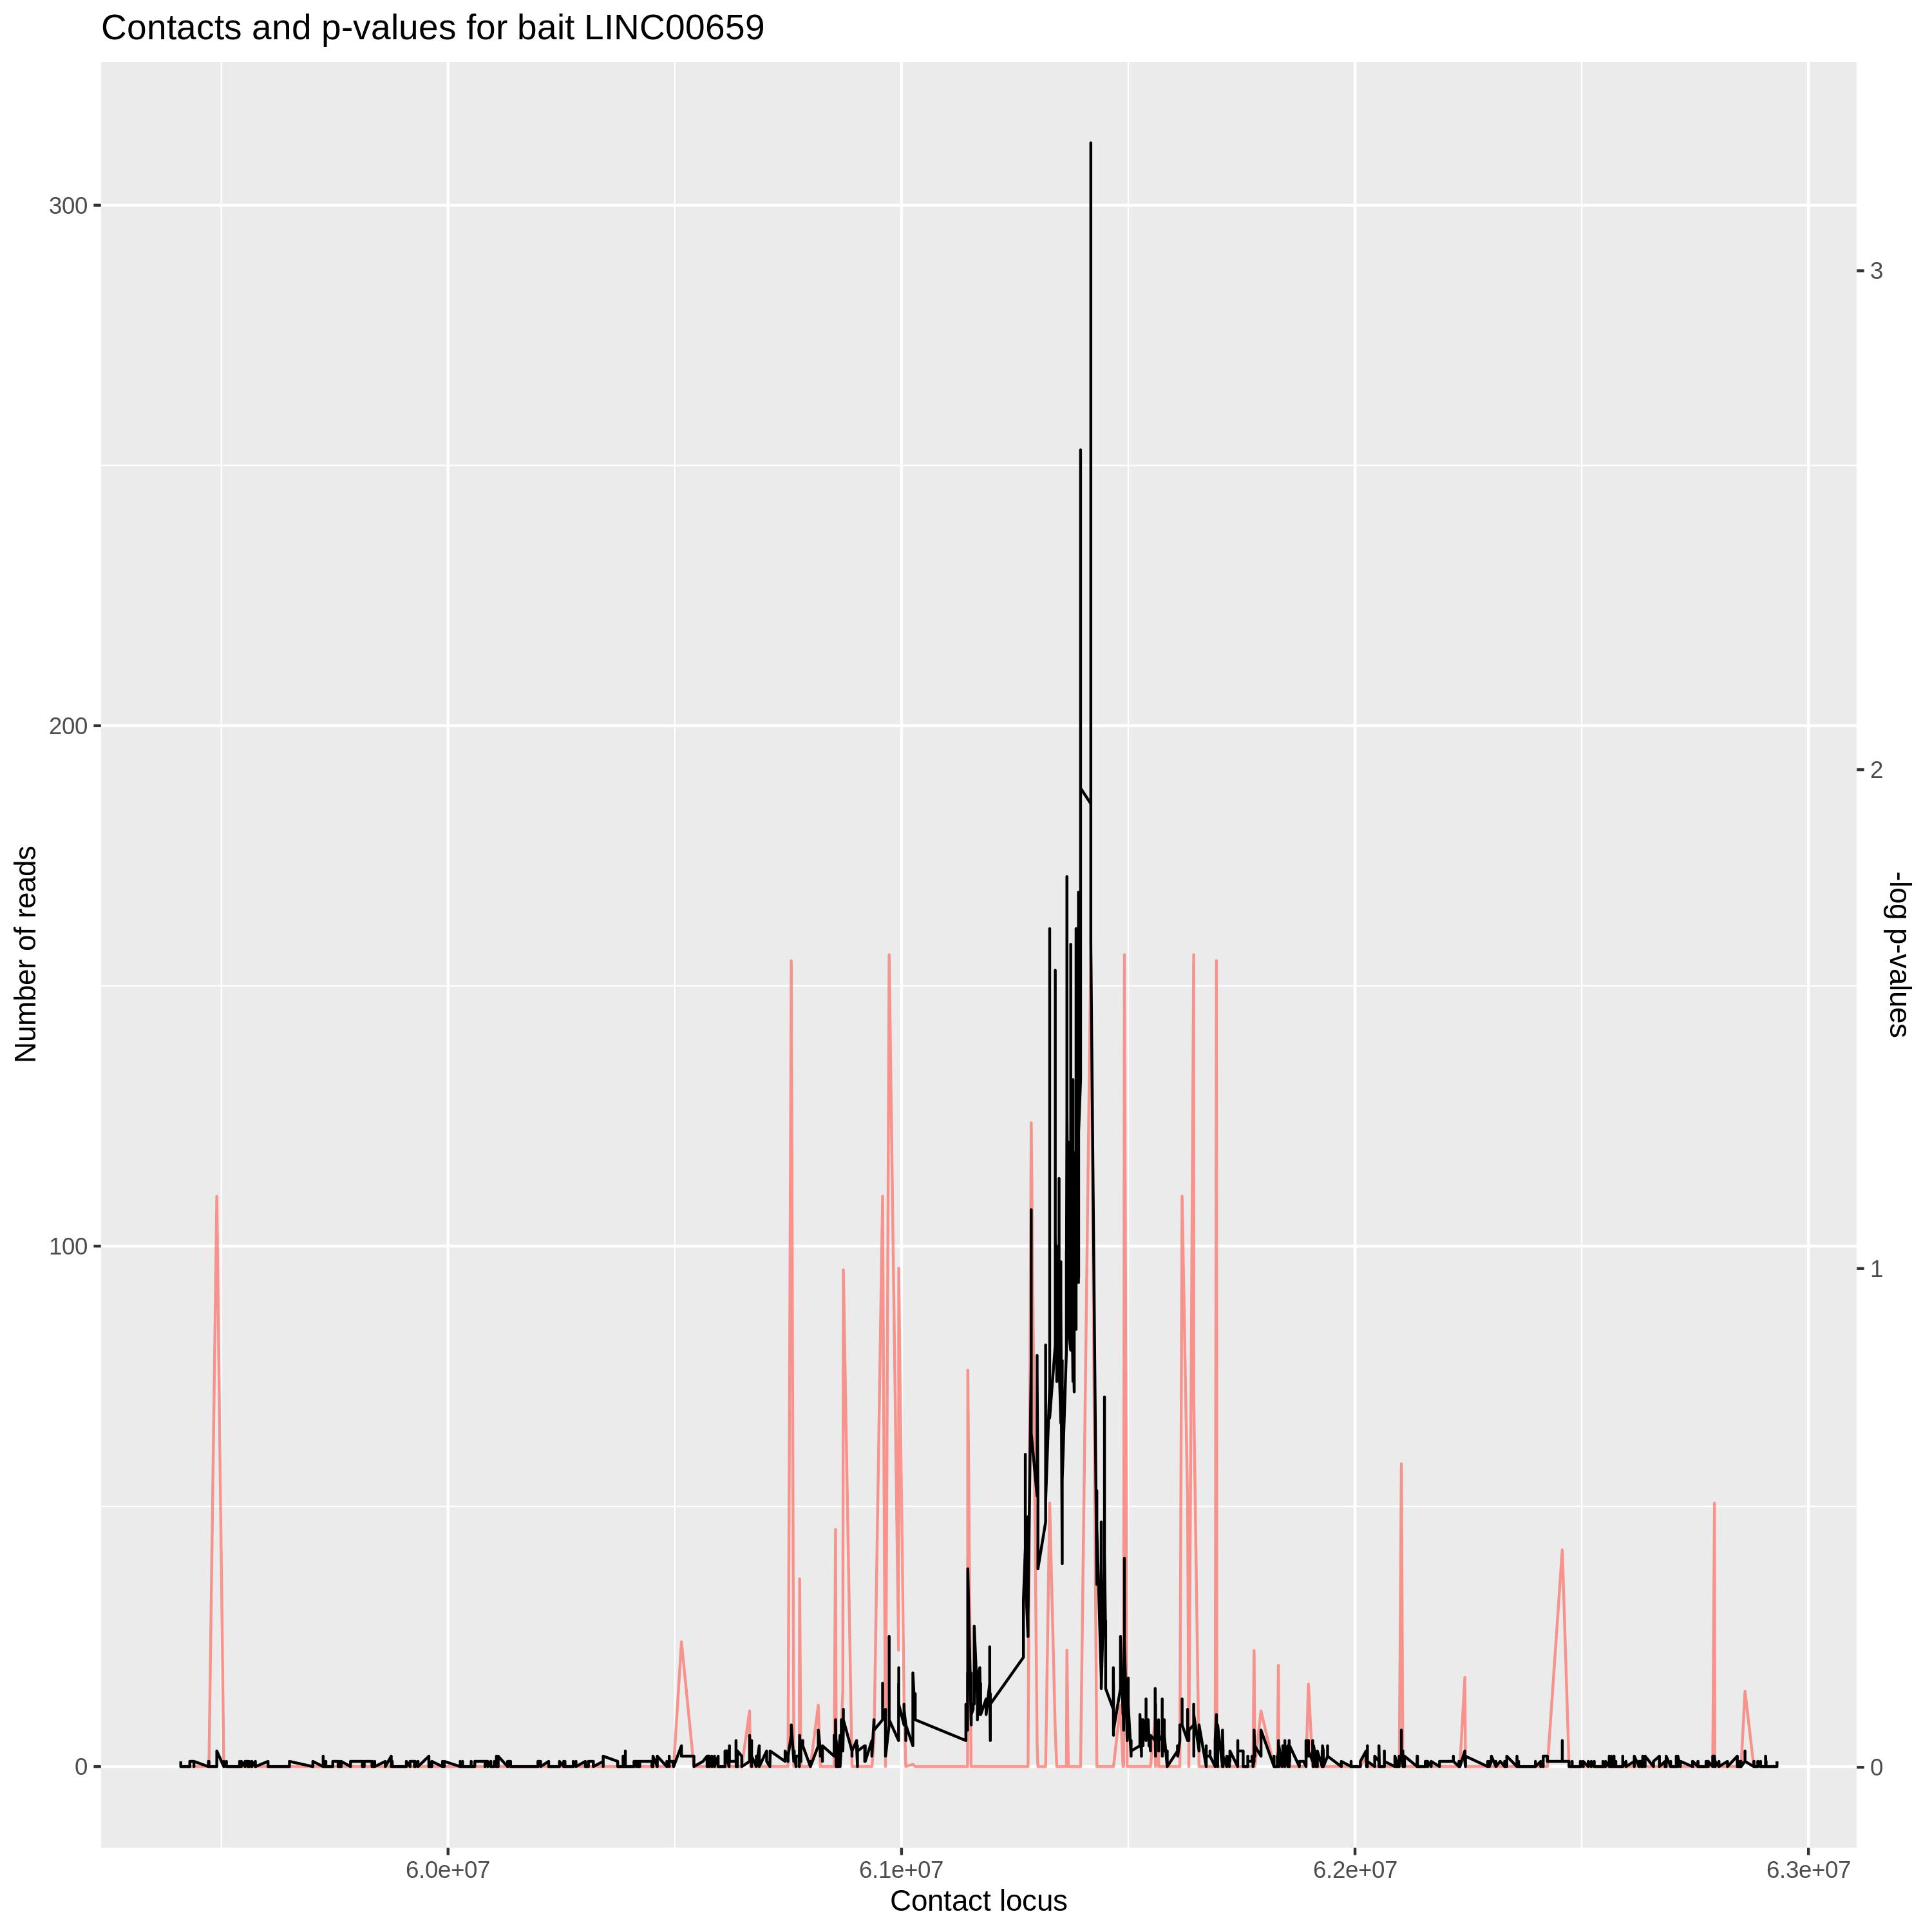 Contacts and p-values for bait LINC00659
300
200
100
0
Number of reads
3
2
1
0
-log p-values
6.0e+07 6.1e+07 6.2e+07 6.3e+07
Contact locus